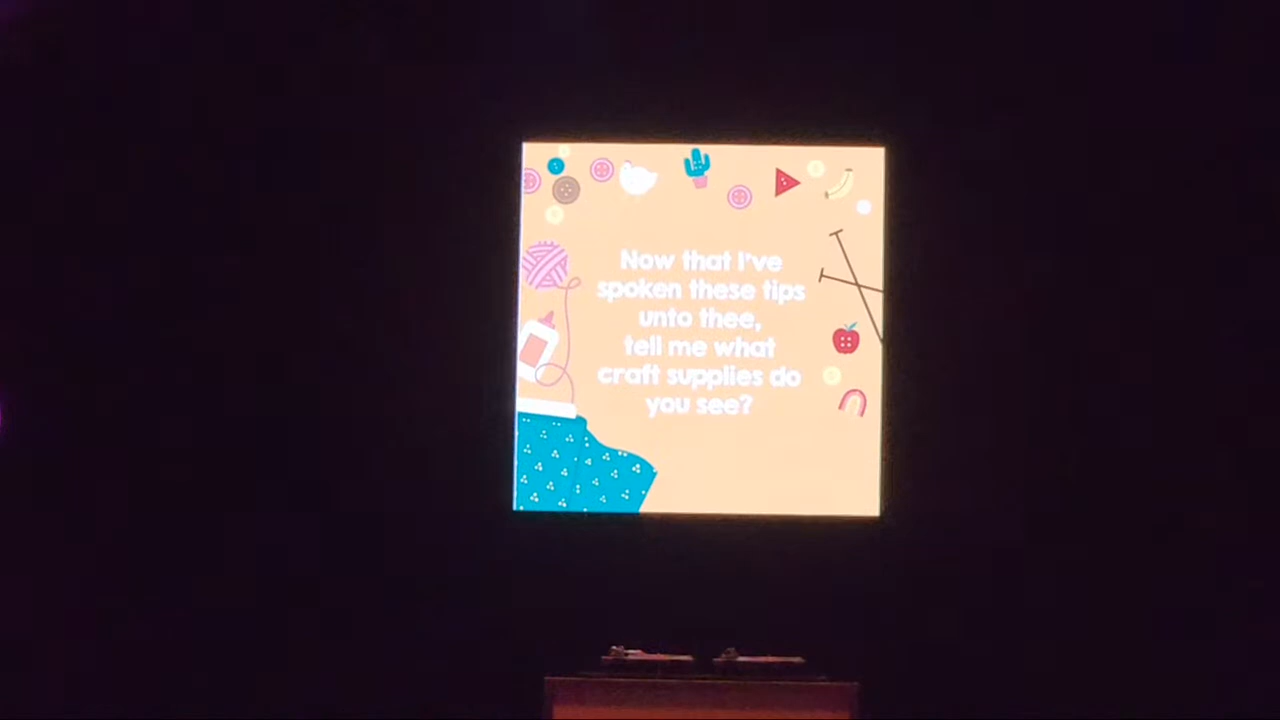 Now that I've
spoken these tips
unto thee,
tell me what
craft supplies do
you see?